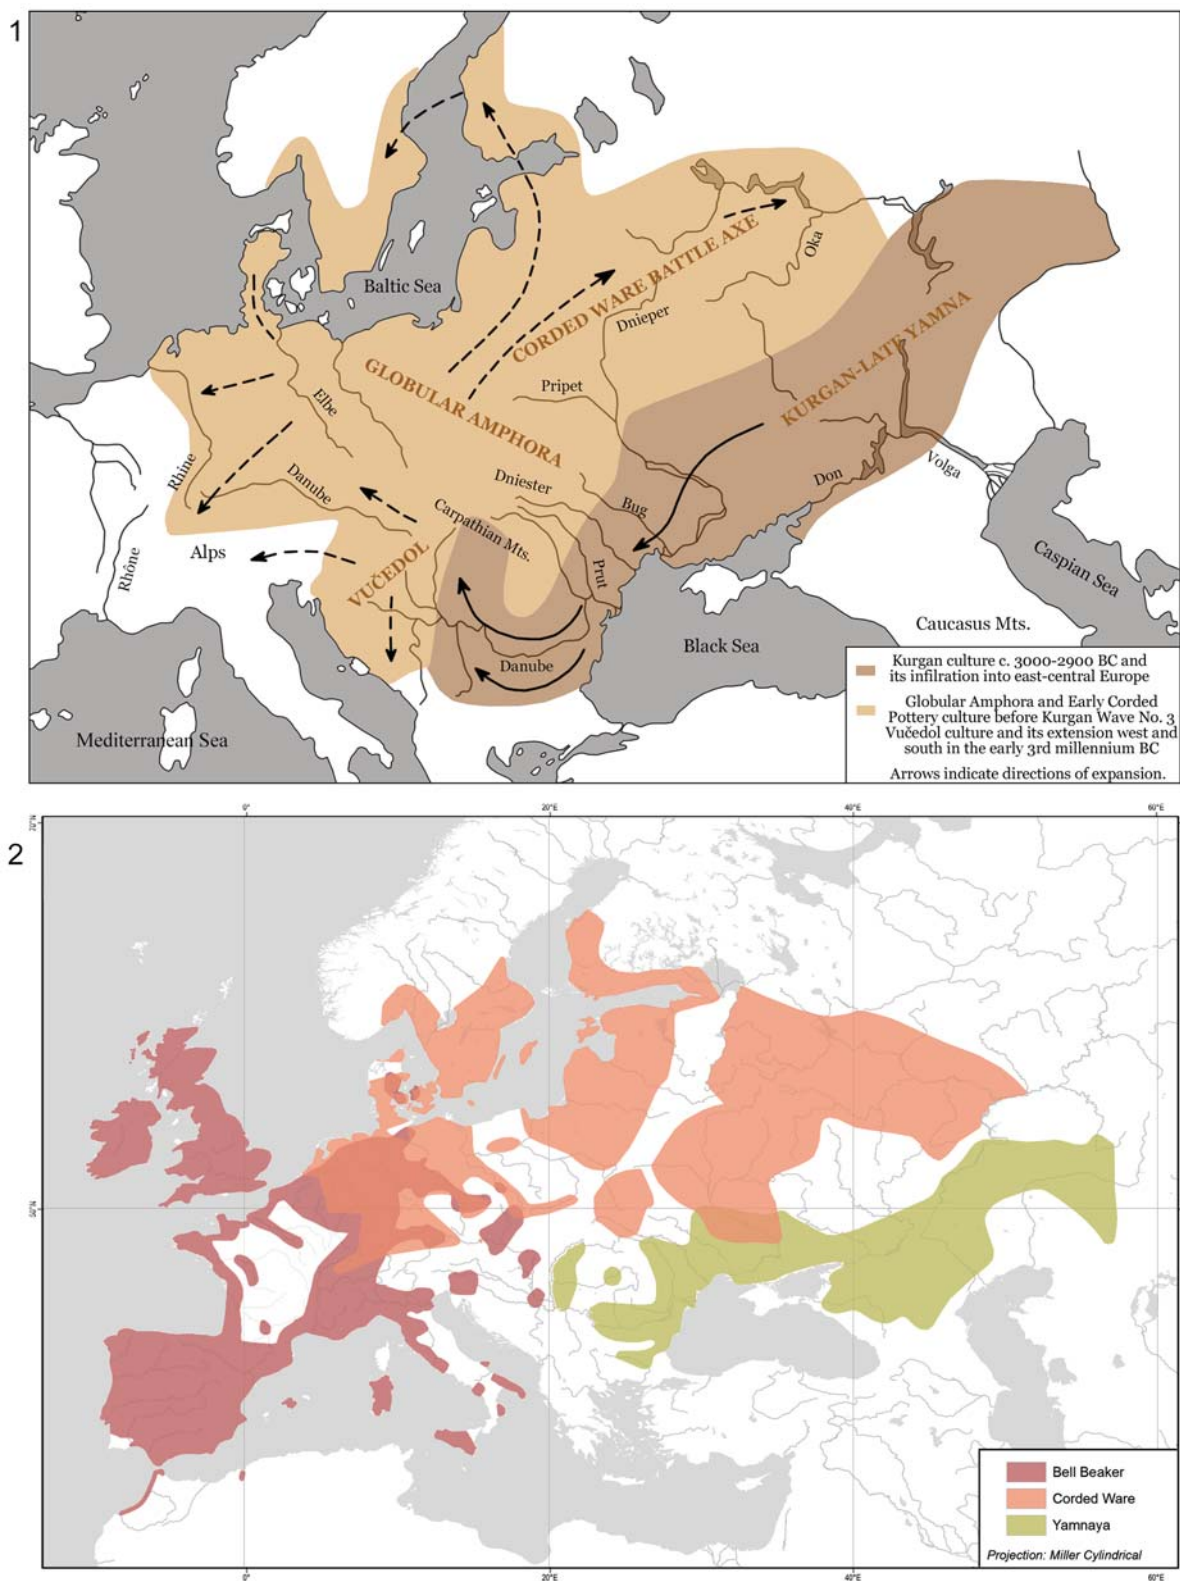 1
Baltic Sea
Oka
CORDED WARE BATTLE AXE
Dnieper
KURGAN-LATE YAMNA
GLOBULAR AMPHORA
Elbe
Pripet
Rhine
Danube
Dniester
Don
Volga
Bug
Carpathian Mts.
Alps
Rhône
VUČEDOL
Prut
Caspian Sea
Caucasus Mts.
Black Sea
Danube
Mediterranean Sea
Kurgan culture c. 3000-2900 BC and
its infilration into east-central Europe
Globular Amphora and Early Corded
Pottery culture before Kurgan Wave No. 3
Vučedol culture and its extension west and
south in the early 3rd millennium BC
Arrows indicate directions of expansion.
2
0° 20°E 40°E 60°E
70°N
50°N
Bell Beaker
Corded Ware
Yamnaya
Projection: Miller Cylindrical
0° 20°E 40°E 60°E